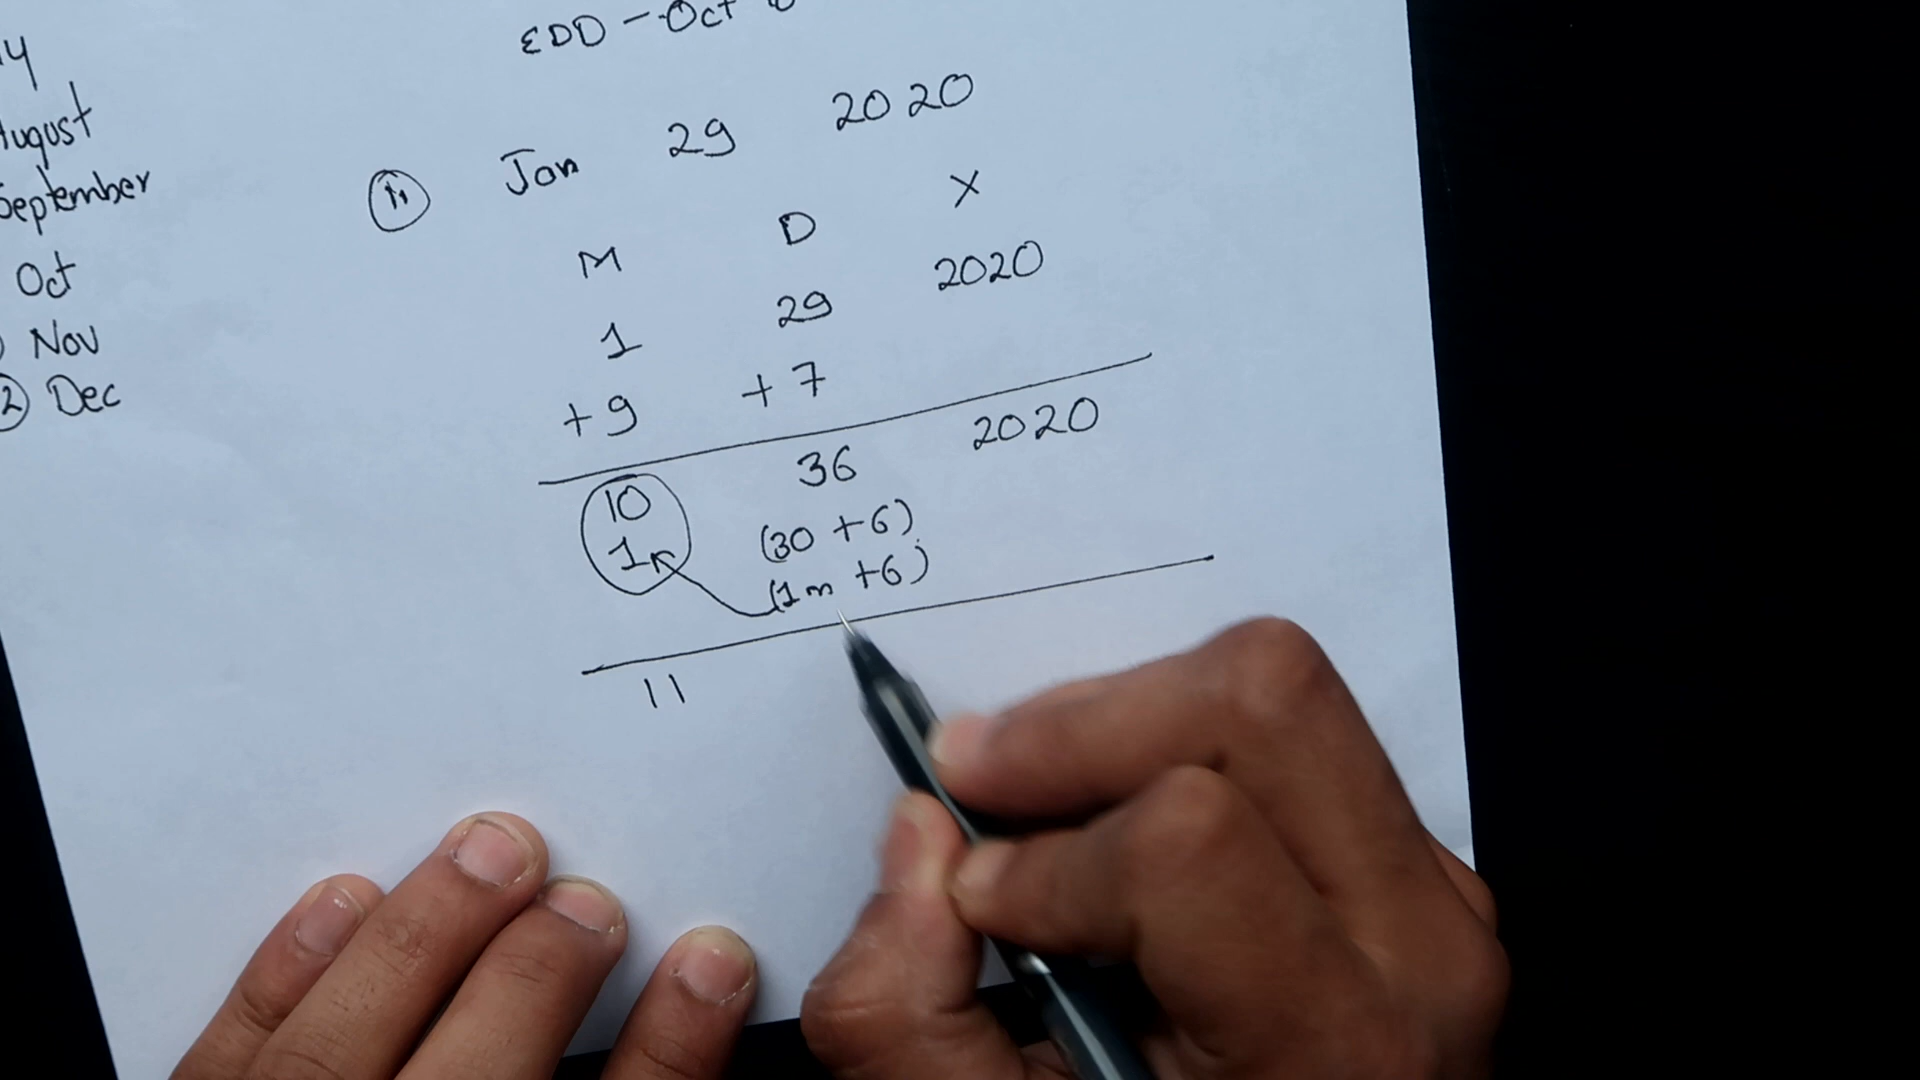 EDD - Oct
August
September
Oct
Nov
2) Dec
11 Jan 29 2020
M D X
1 29 2020
+9 +7
10 36 2020
1 (30 + 6)
(1m +6)
11